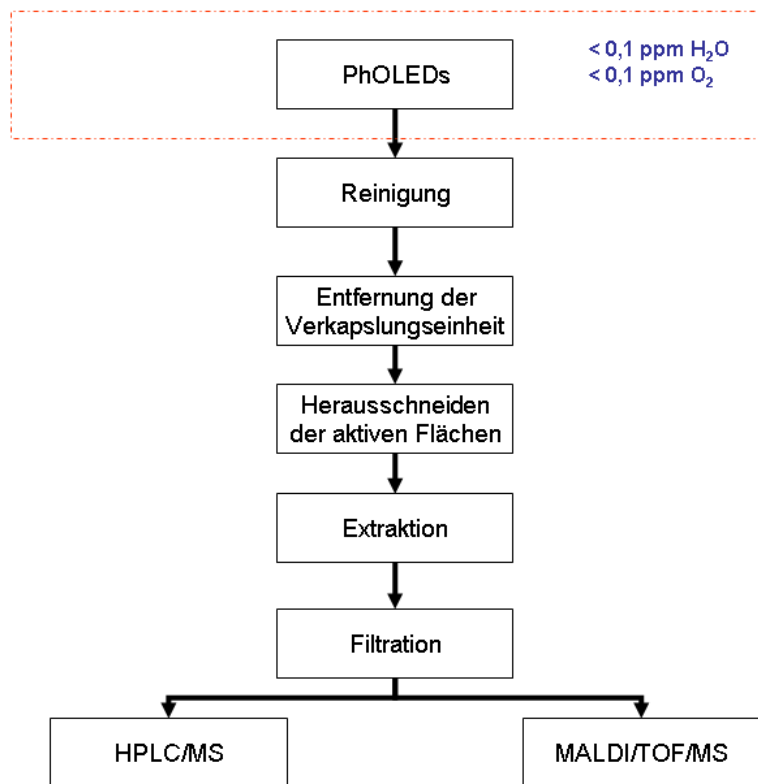 PhOLEDs
< 0,1 ppm H₂O
< 0,1 ppm O₂
Reinigung
Entfernung der
Verkapslungseinheit
Herausschneiden
der aktiven Flächen
Extraktion
Filtration
HPLC/MS
MALDI/TOF/MS